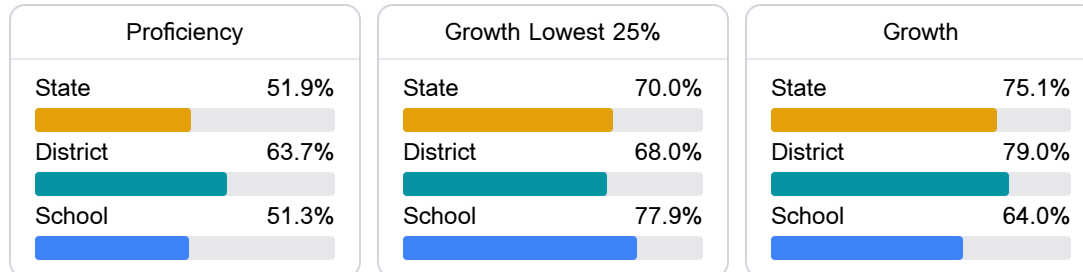 Proficiency
State 51.9%
District 63.7%
School 51.3%
Growth Lowest 25%
State 70.0%
District 68.0%
School 77.9%
Growth
State 75.1%
District 79.0%
School 64.0%